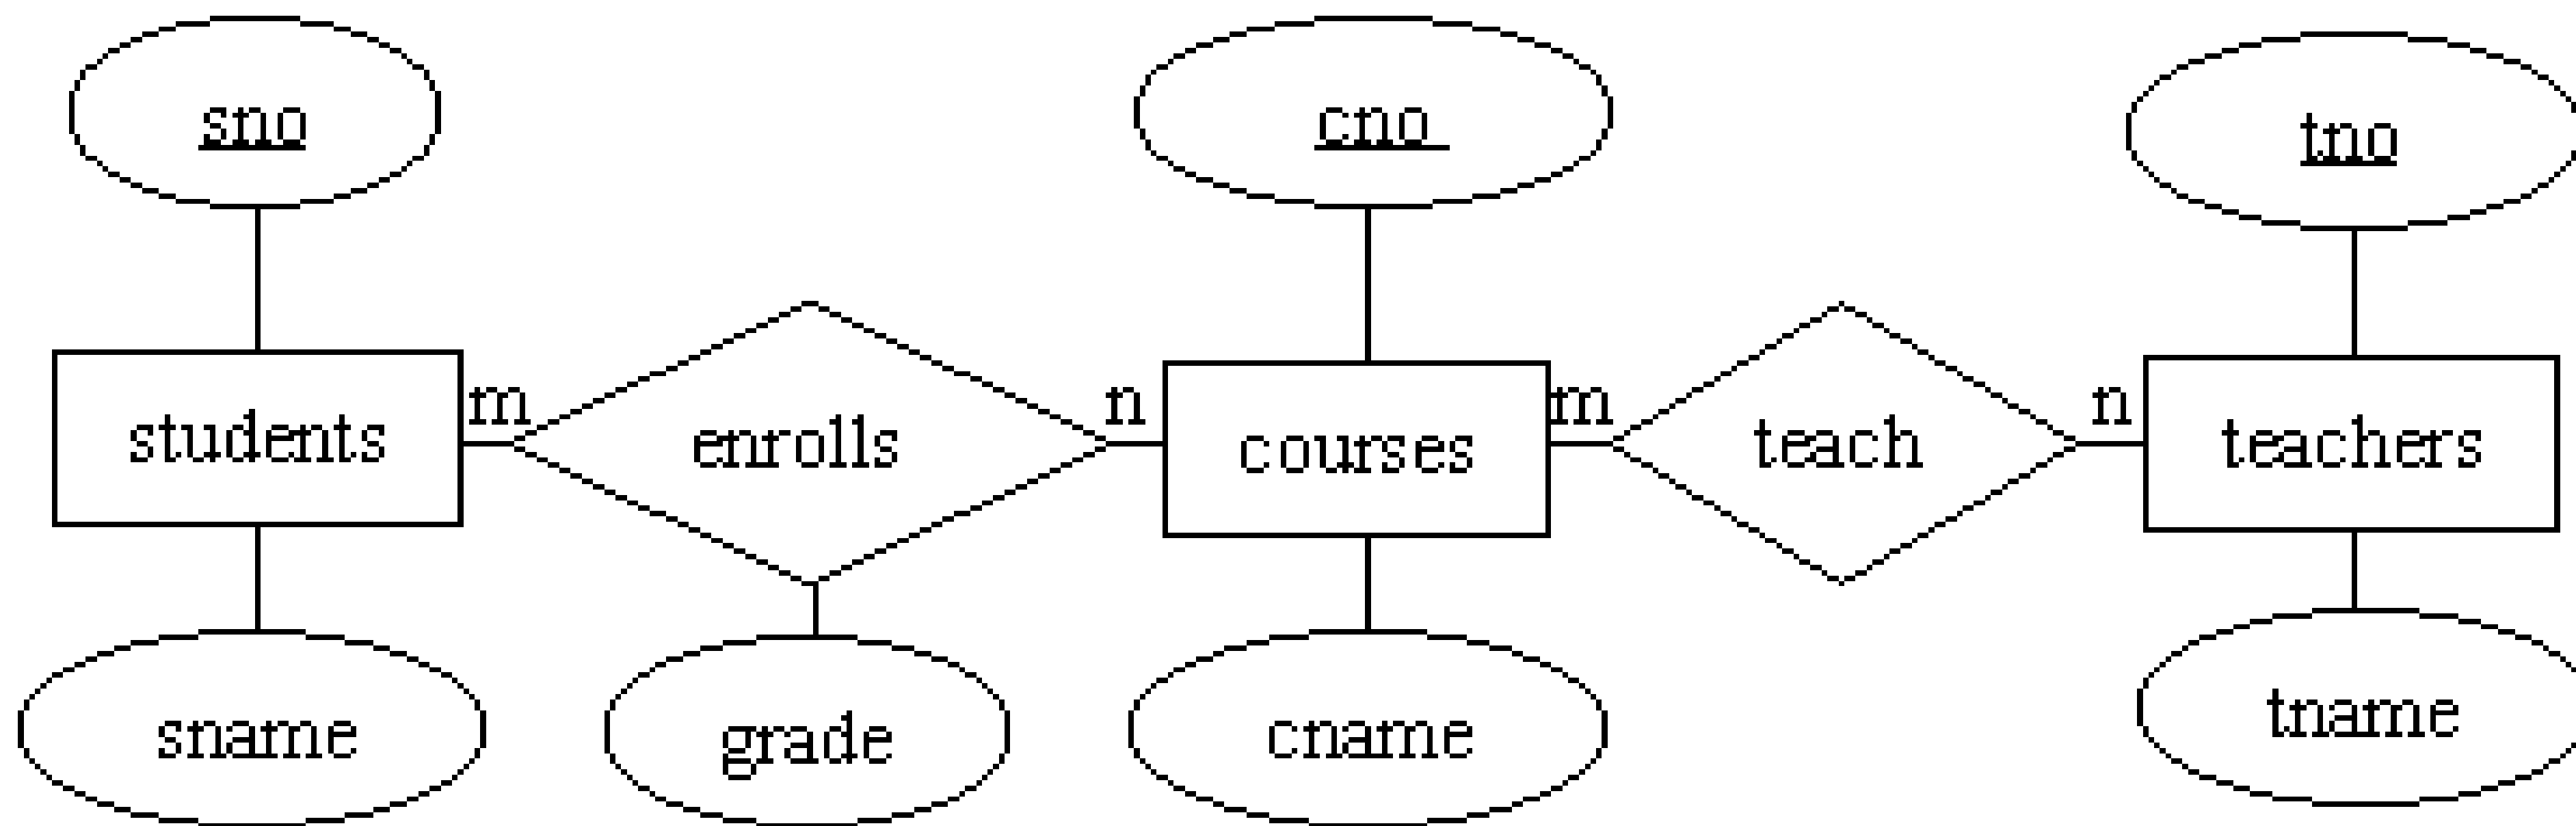 sno
cno
tno
students
m
enrolls
n
courses
m
teach
n
teachers
sname
grade
cname
tname